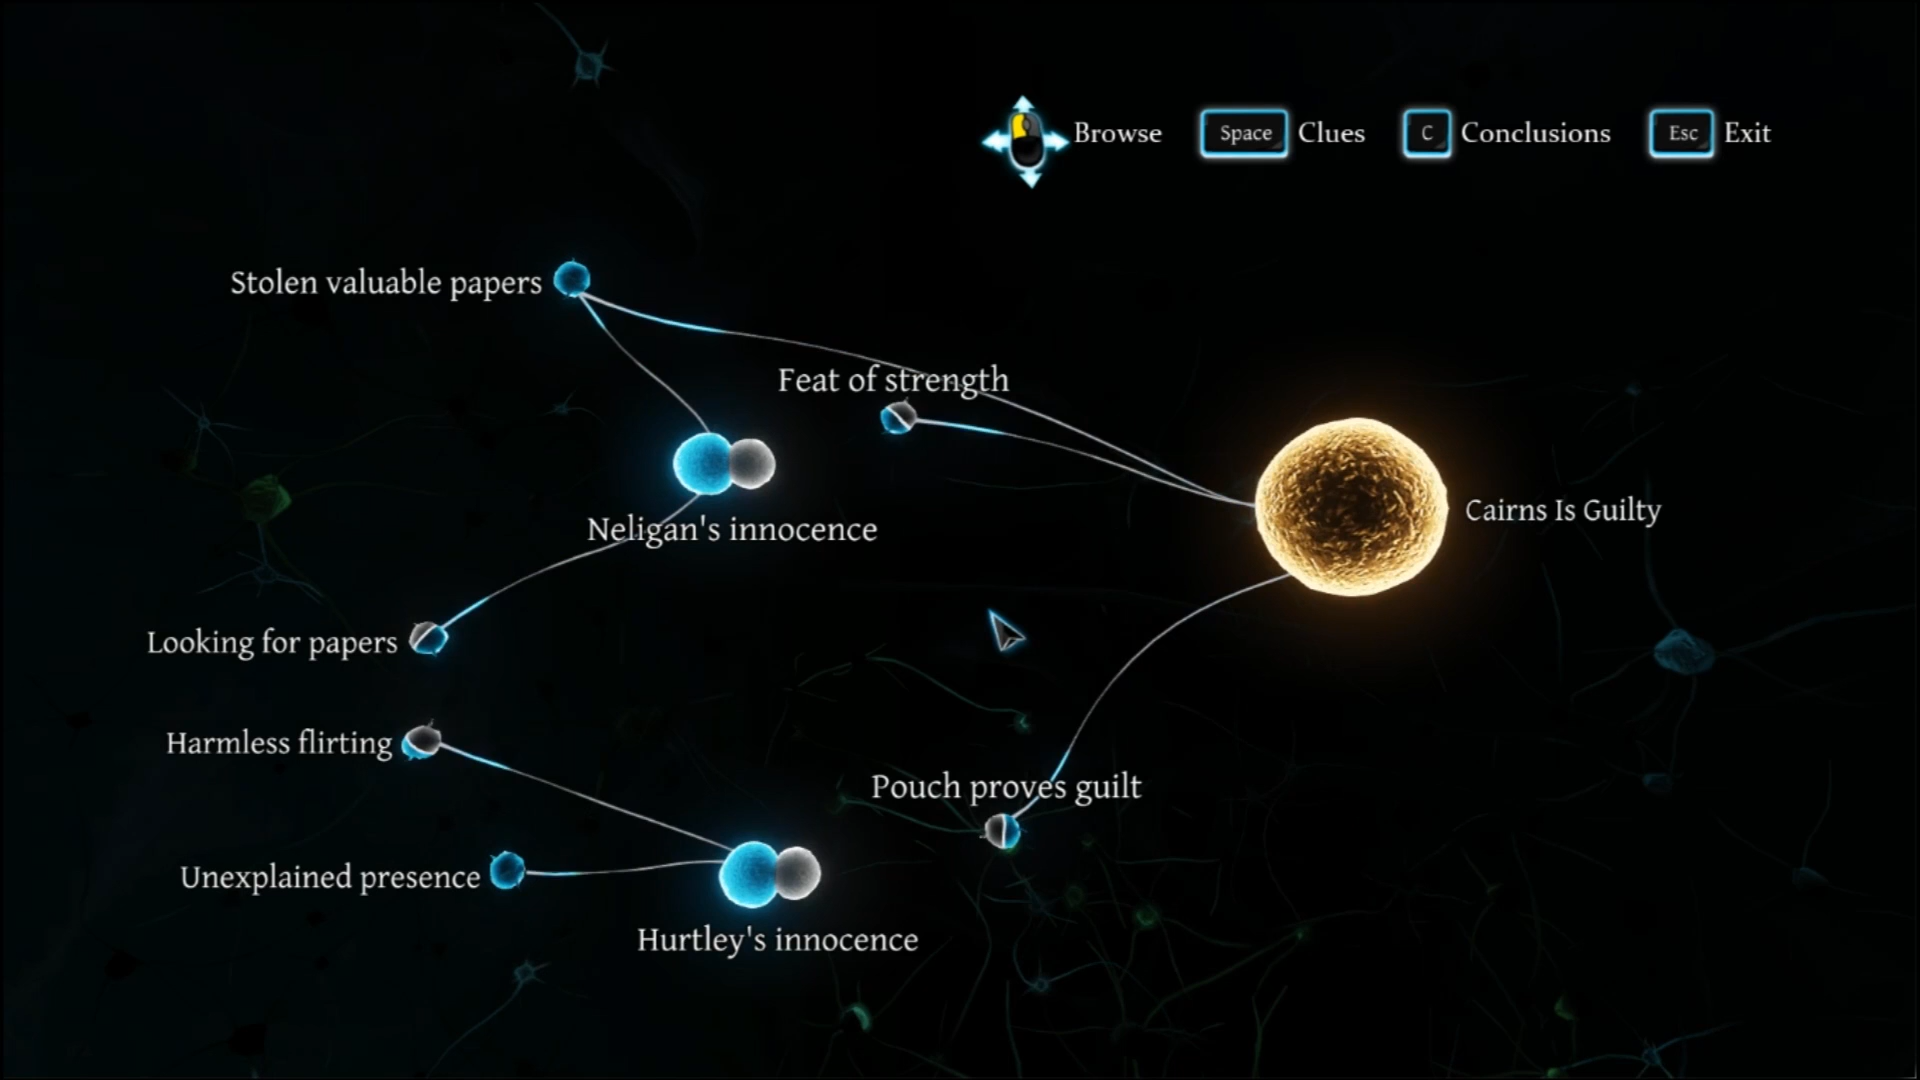 Browse
Space Clues
C Conclusions
Esc Exit
Stolen valuable papers
Feat of strength
Neligan's innocence
Cairns Is Guilty
Looking for papers
Harmless flirting
Pouch proves guilt
Unexplained presence
Hurtley's innocence